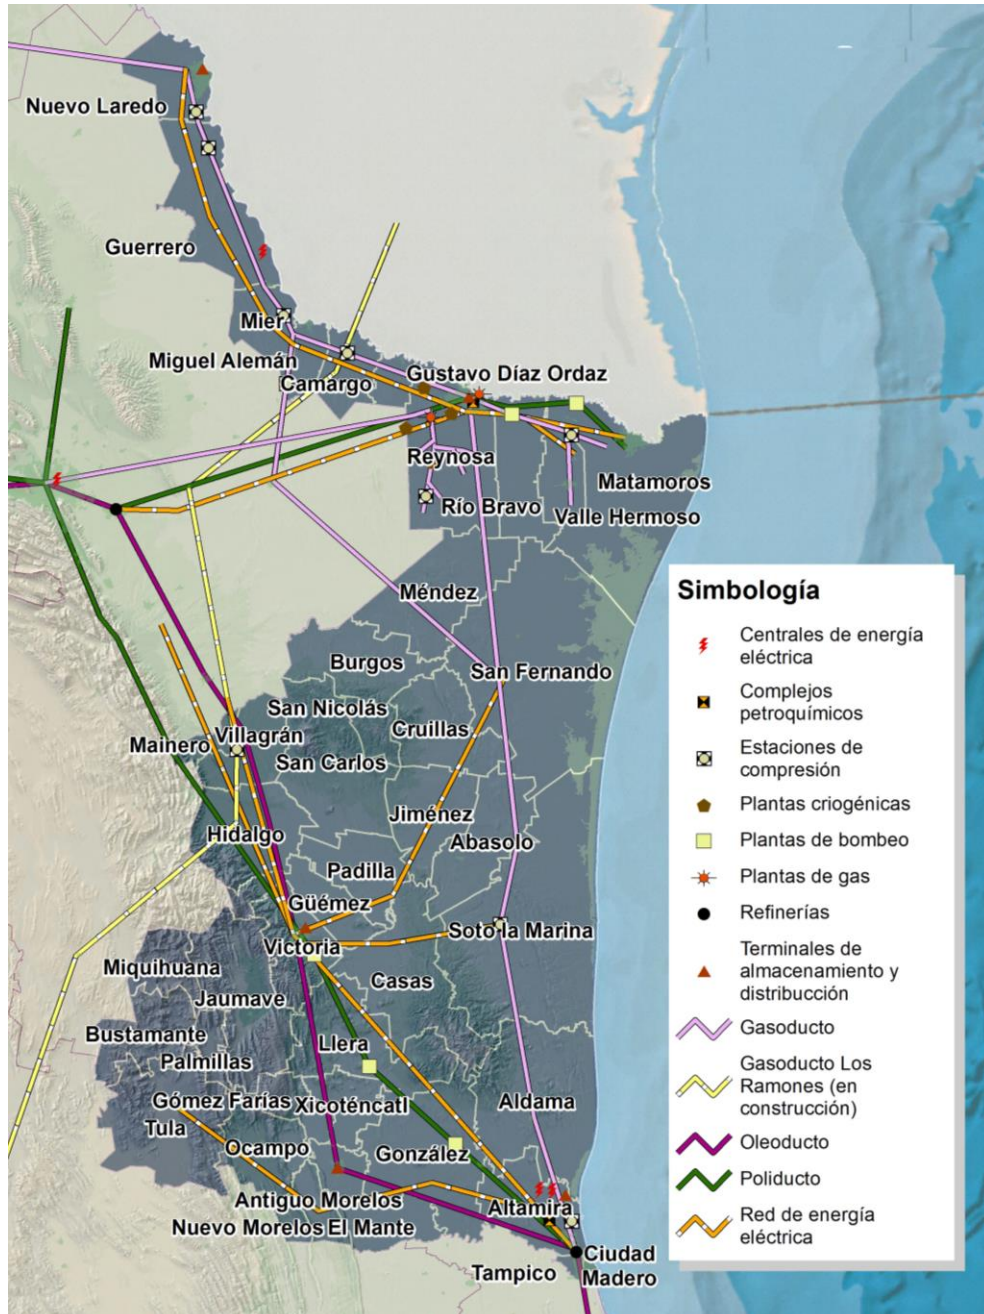 Nuevo Laredo
Guerrero
Mier
Miguel Alemán
Camargo
Gustavo Díaz Ordaz
Reynosa
Río Bravo
Matamoros
Valle Hermoso
Méndez
Burgos
San Fernando
San Nicolás
Cruillas
Mainero
Villagrán
San Carlos
Jiménez
Hidalgo
Abasolo
Padilla
Güémez
Soto la Marina
Victoria
Miquihuana
Casas
Jaumave
Bustamante
Llera
Palmillas
Gómez Farías
Xicoténcatl
Aldama
Tula
Ocampo
González
Antiguo Morelos
Altamira
Nuevo Morelos
El Mante
Ciudad
Madero
Tampico
Simbología
Centrales de energía
eléctrica
Complejos
petroquímicos
Estaciones de
compresión
Plantas criogénicas
Plantas de bombeo
Plantas de gas
Refinerías
Terminales de
almacenamiento y
distribucción
Gasoducto
Gasoducto Los
Ramones (en
construcción)
Oleoducto
Poliducto
Red de energía
eléctrica